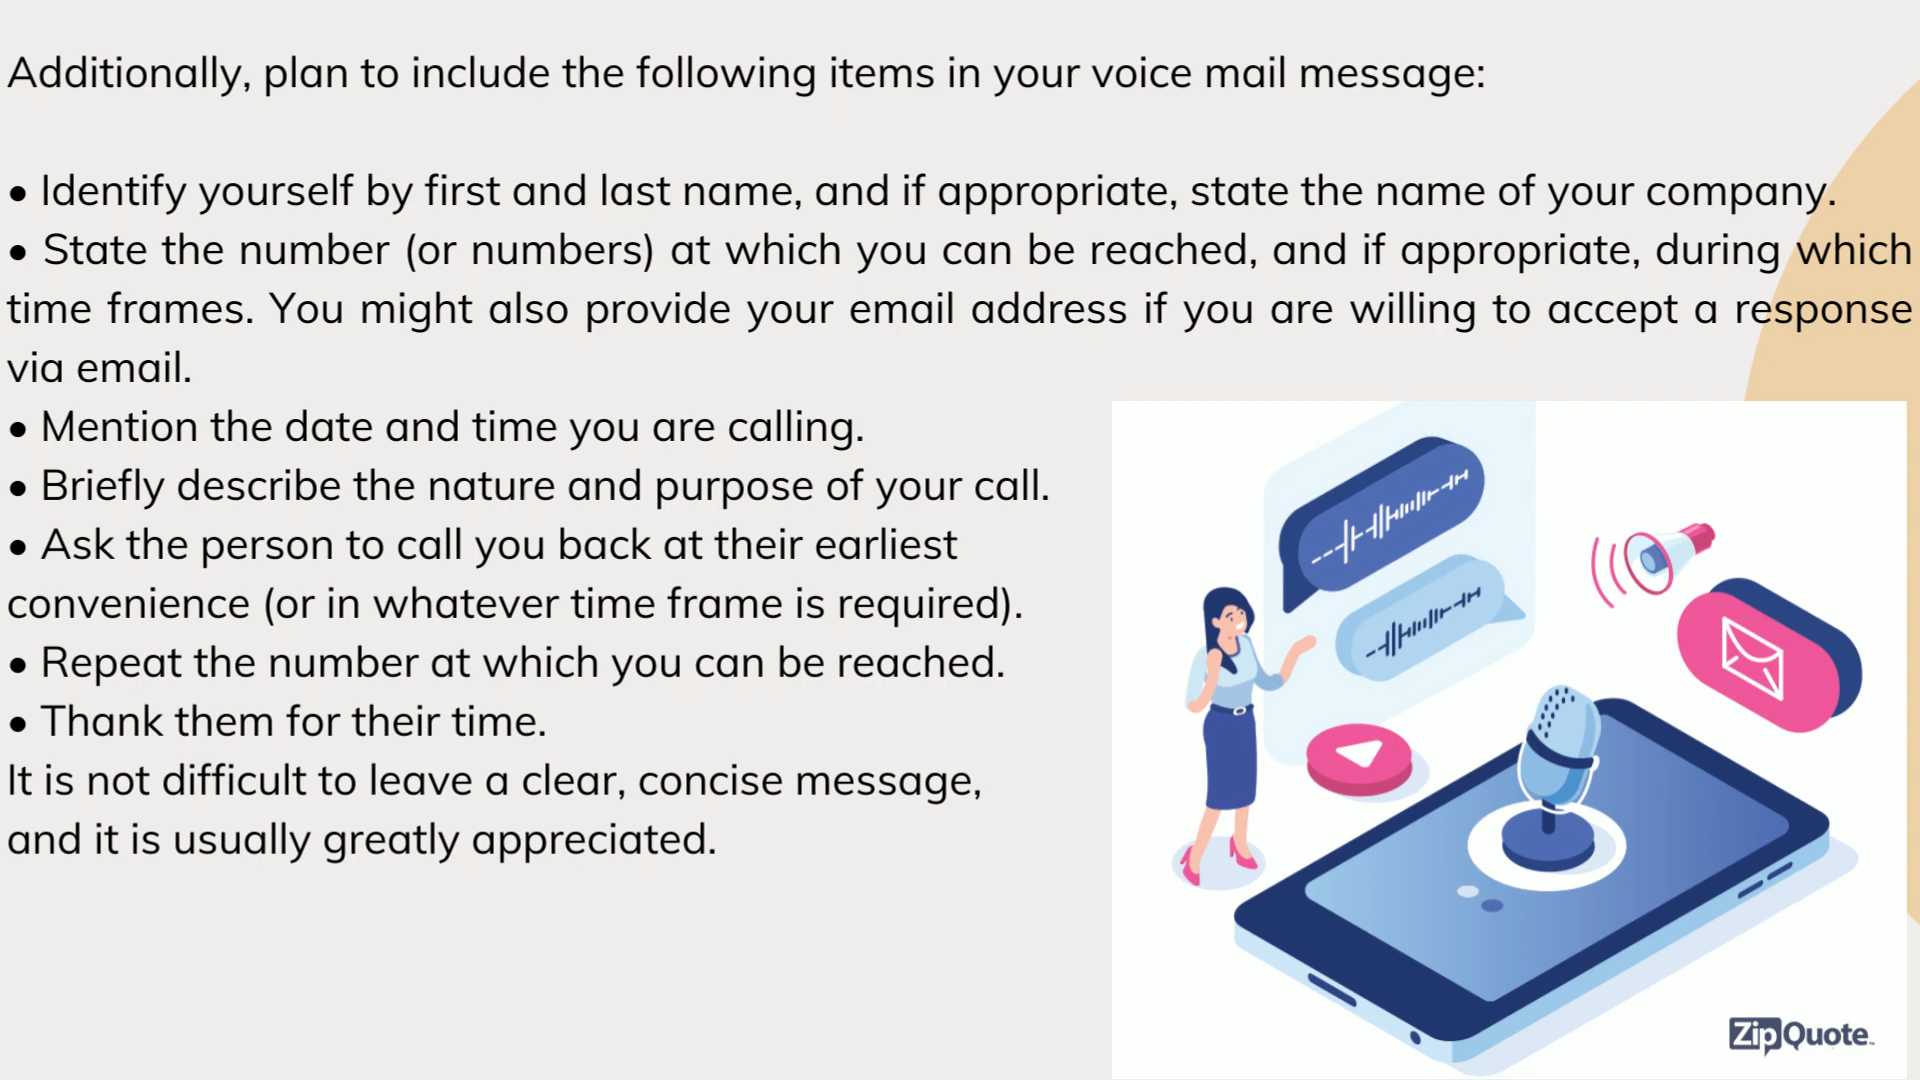 Additionally, plan to include the following items in your voice mail message:
• Identify yourself by first and last name, and if appropriate, state the name of your company.
• State the number (or numbers) at which you can be reached, and if appropriate, during which
time frames. You might also provide your email address if you are willing to accept a response
via email.
• Mention the date and time you are calling.
• Briefly describe the nature and purpose of your call.
• Ask the person to call you back at their earliest
convenience (or in whatever time frame is required).
• Repeat the number at which you can be reached.
• Thank them for their time.
It is not difficult to leave a clear, concise message,
and it is usually greatly appreciated.
ZipQuote